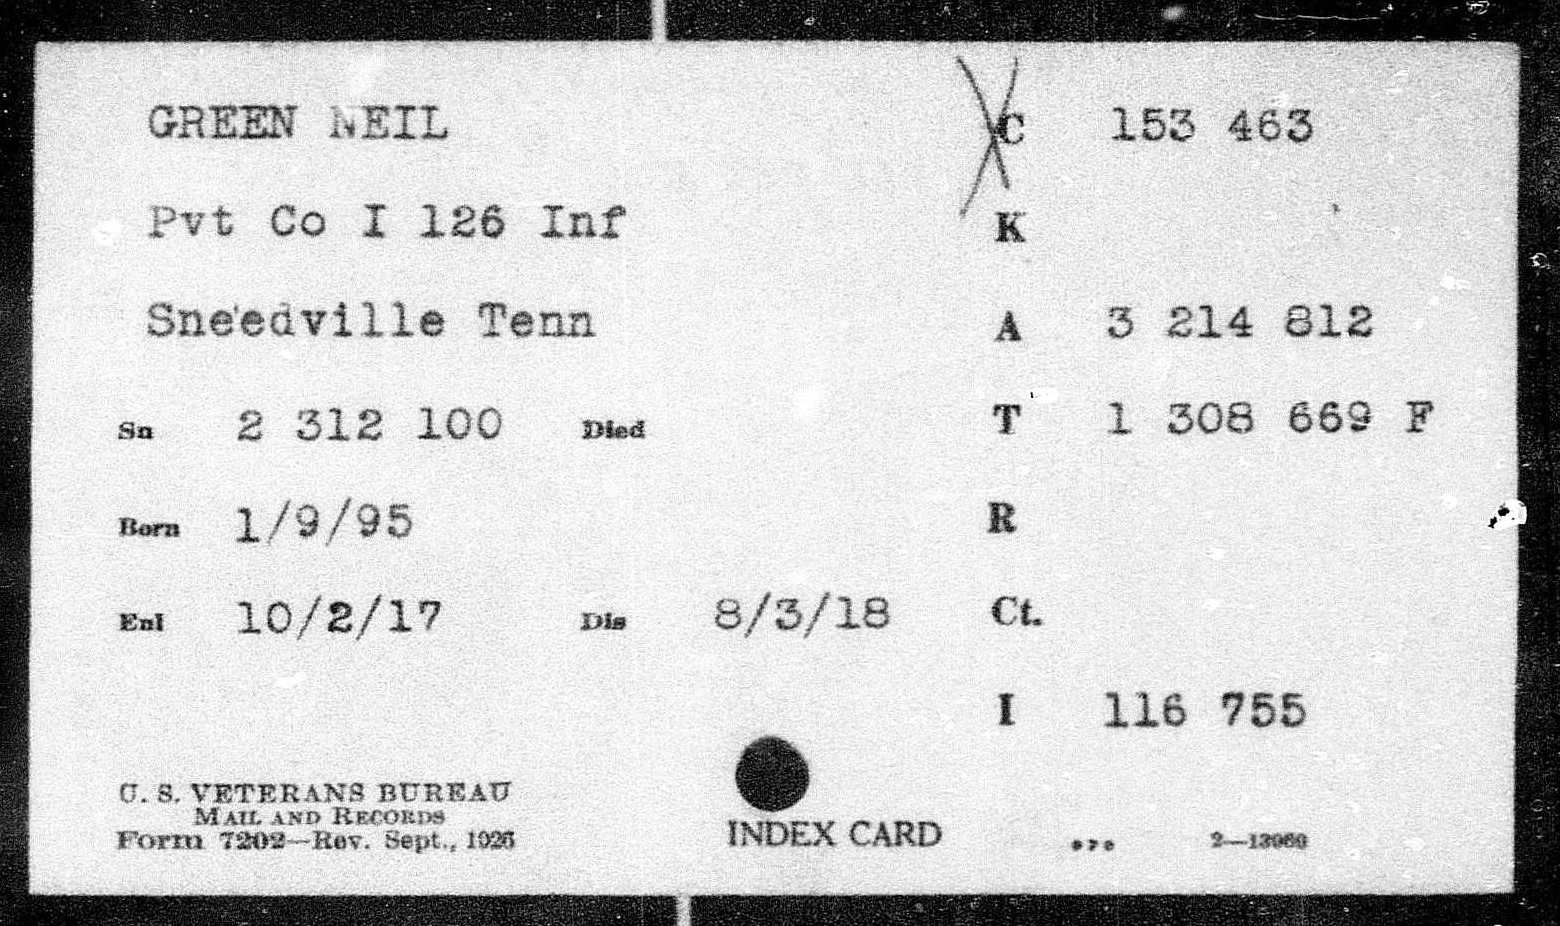 GREEN NEIL C 153 463
Pvt Co I 126 Inf K
Sneedville Tenn A 3 214 812
Sn 2 312 100 Died T 1 308 669 F
Born 1/9/95 R
Enl 10/2/17 Dis 8/3/18 Ct.
I 116 755
U. S. VETERANS BUREAU
MAIL AND RECORDS
Form 7202—Rev. Sept., 1926
INDEX CARD 2—13969